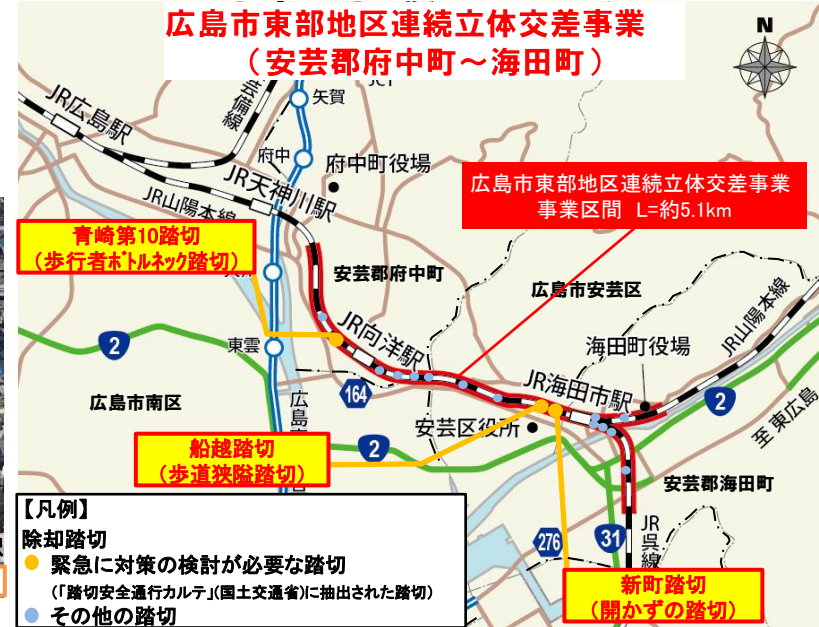 広島市東部地区連続立体交差事業
（安芸郡府中町～海田町）
N
矢賀
芸備線
JR広島駅
府中
府中町役場
JR天神川駅
JR山陽本線
広島市東部地区連続立体交差事業
事業区間 L=約5.1km
青崎第10踏切
（歩行者ﾎﾞﾄﾙﾈｯｸ踏切）
安芸郡府中町
広島市安芸区
JR山陽本線
JR向洋駅
2
東雲
海田町役場
164
JR海田市駅
2
広島市南区
広島
安芸区役所
至東広島
船越踏切
（歩道狭隘踏切）
2
安芸郡海田町
【凡例】
除却踏切
緊急に対策の検討が必要な踏切
(「踏切安全通行カルテ」(国土交通省)に抽出された踏切)
その他の踏切
276
31
JR呉線
新町踏切
（開かずの踏切）